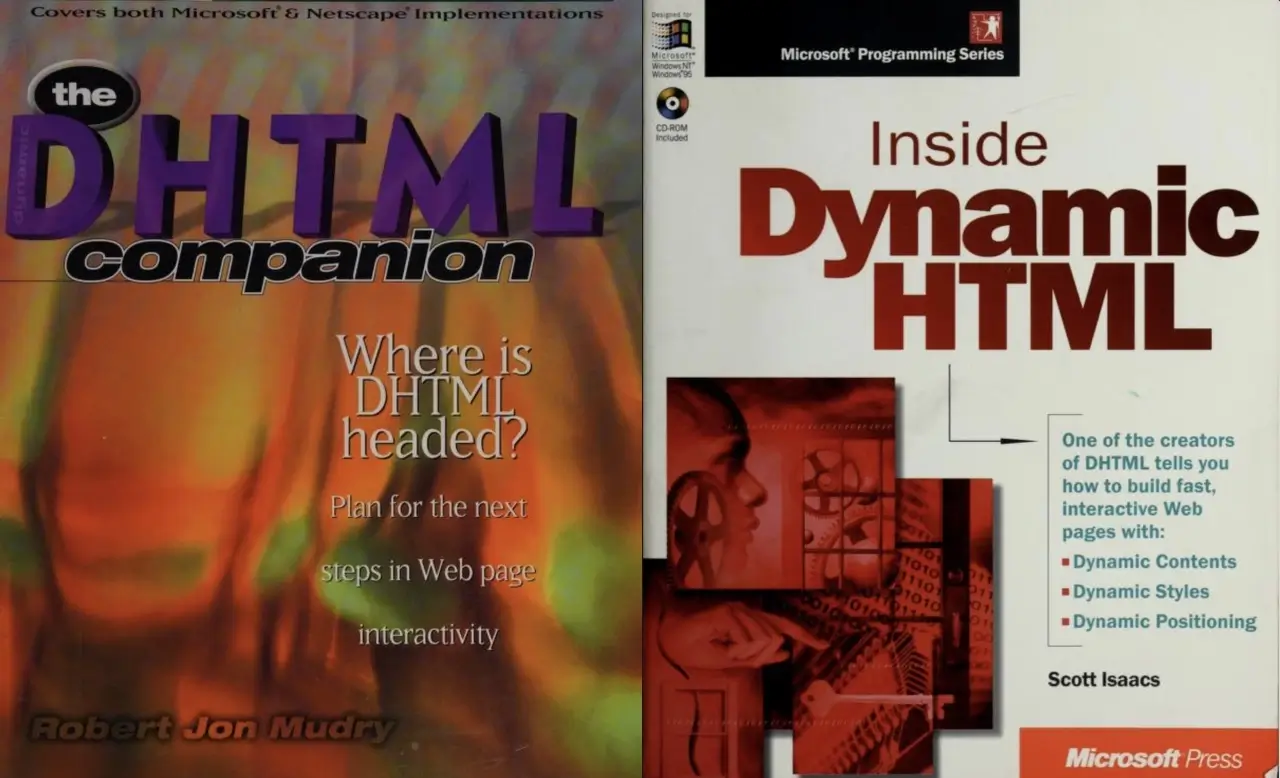 Covers both Microsoft® & Netscape® Implementations
the
DHTML
dynamic
companion
Where is
DHTML
headed?
Plan for the next
steps in Web page
interactivity
Robert Jon Mudry
Designed for
Microsoft®
Windows NT®
Windows®95
CD-ROM
Included
Microsoft® Programming Series
Inside
Dynamic
HTML
One of the creators
of DHTML tells you
how to build fast,
interactive Web
pages with:
Dynamic Contents
Dynamic Styles
Dynamic Positioning
Scott Isaacs
Microsoft Press